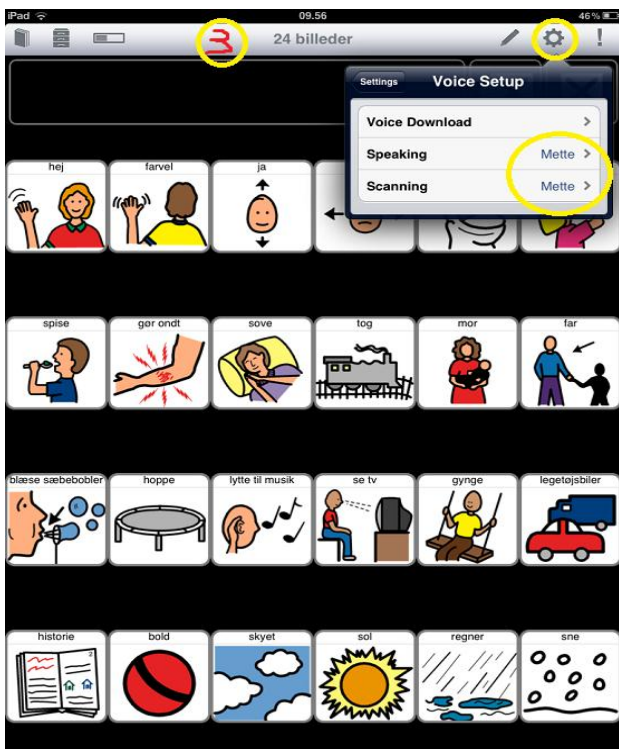 iPad 09.56 46 %
3 24 billeder !
Settings Voice Setup
Voice Download
Speaking Mette
Scanning Mette
hej farvel ja
spise gør ondt sove tog mor far
blæse sæbebobler hoppe lytte til musik se tv gynge legetøjsbiler
historie bold skyet sol regner sne
2